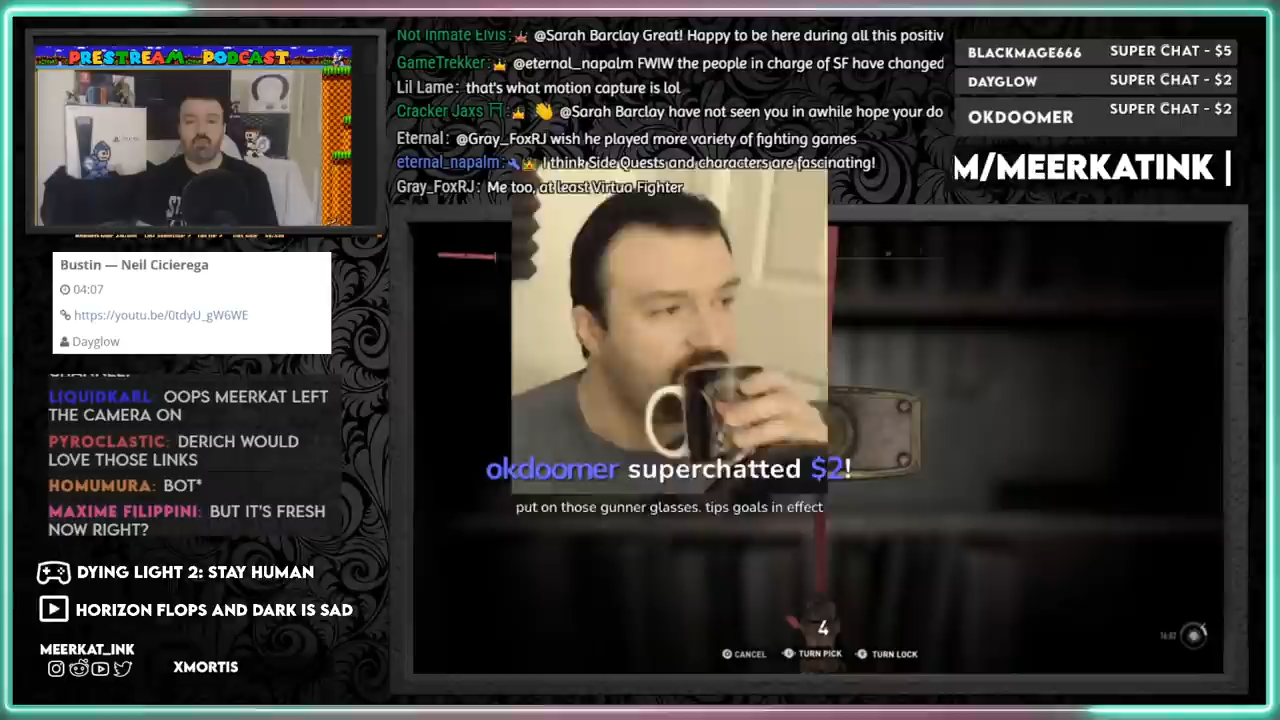 PRESTREAM PODCAST
Not Inmate Elvis: @Sarah Barclay Great! Happy to be here during all this positiv
GameTrekker: @eternal_napalm FWIW the people in charge of SF have changed
Lil Lame: that's what motion capture is lol
Cracker Jaxs: @Sarah Barclay have not seen you in awhile hope your do
Eternal: @Gray_FoxRJ wish he played more variety of fighting games
eternal_napalm: I think Side Quests and characters are fascinating!
Gray_FoxRJ: Me too, at least Virtua Fighter
BLACKMAGE666 SUPER CHAT - $5
DAYGLOW SUPER CHAT - $2
OKDOOMER SUPER CHAT - $2
M/MEERKATINK |
Bustin — Neil Cicierega
04:07
https://youtu.be/0tdyU_gW6WE
Dayglow
CHANNEL!
LIQUIDKARL OOPS MEERKAT LEFT
THE CAMERA ON
PYROCLASTIC: DERICH WOULD
LOVE THOSE LINKS
HOMUMURA: BOT*
MAXIME FILIPPINI: BUT IT'S FRESH
NOW RIGHT?
okdoomer superchatted $2!
put on those gunner glasses. tips goals in effect
DYING LIGHT 2: STAY HUMAN
HORIZON FLOPS AND DARK IS SAD
MEERKAT_INK
XMORTIS
4
CANCEL TURN PICK TURN LOCK